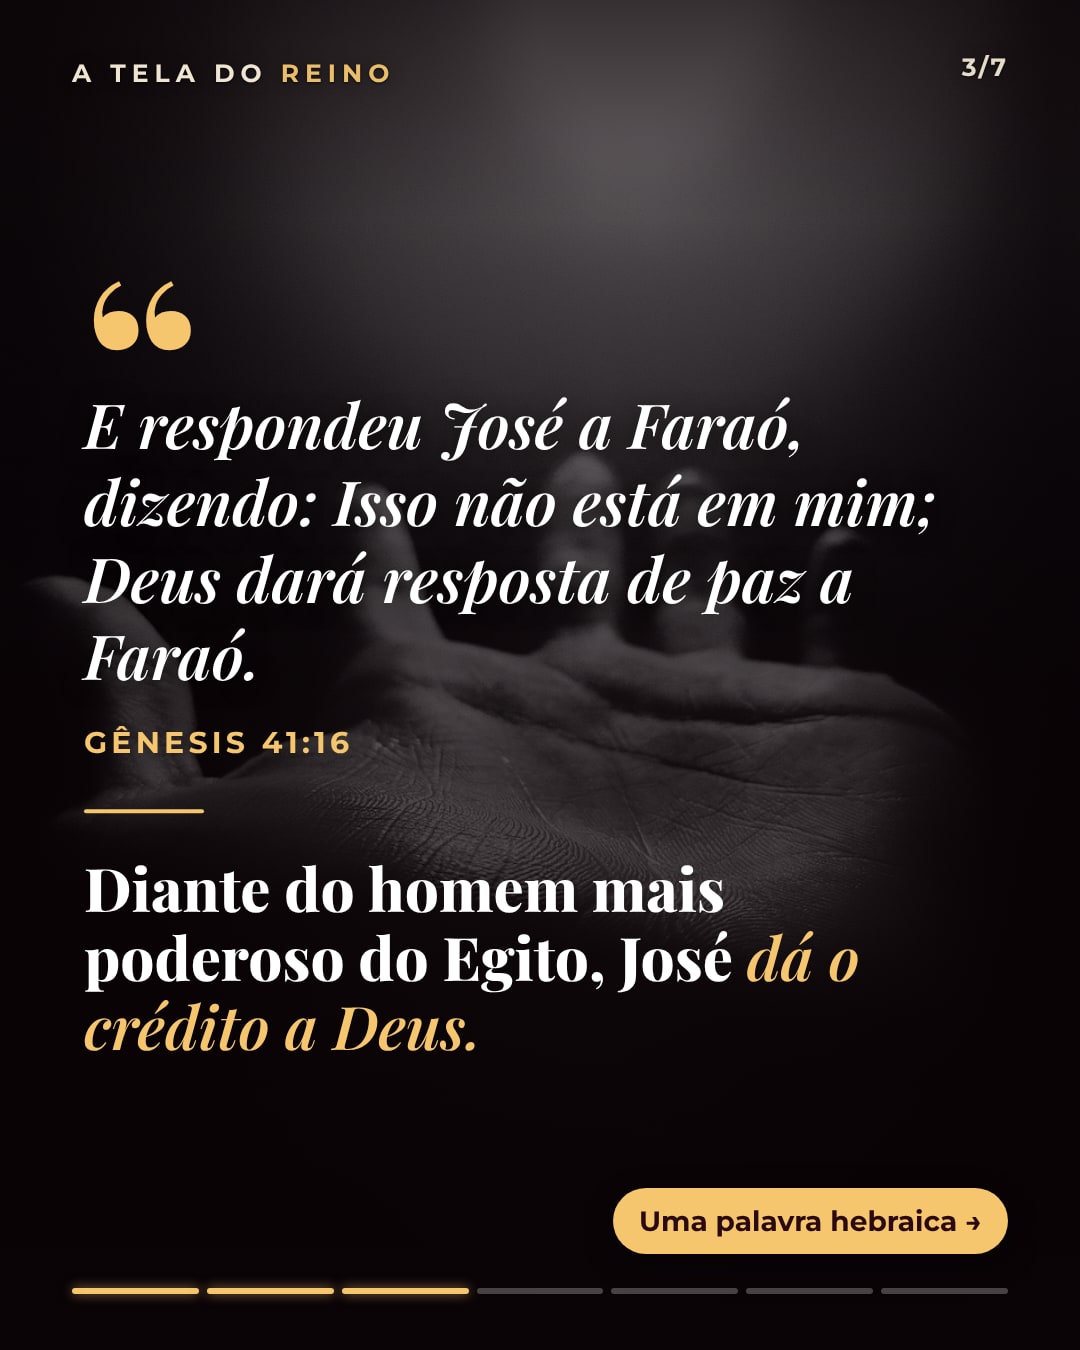 A TELA DO REINO
3/7
“
E respondeu José a Faraó,
dizendo: Isso não está em mim;
Deus dará resposta de paz a
Faraó.
GÊNESIS 41:16
Diante do homem mais
poderoso do Egito, José dá o
crédito a Deus.
Uma palavra hebraica →